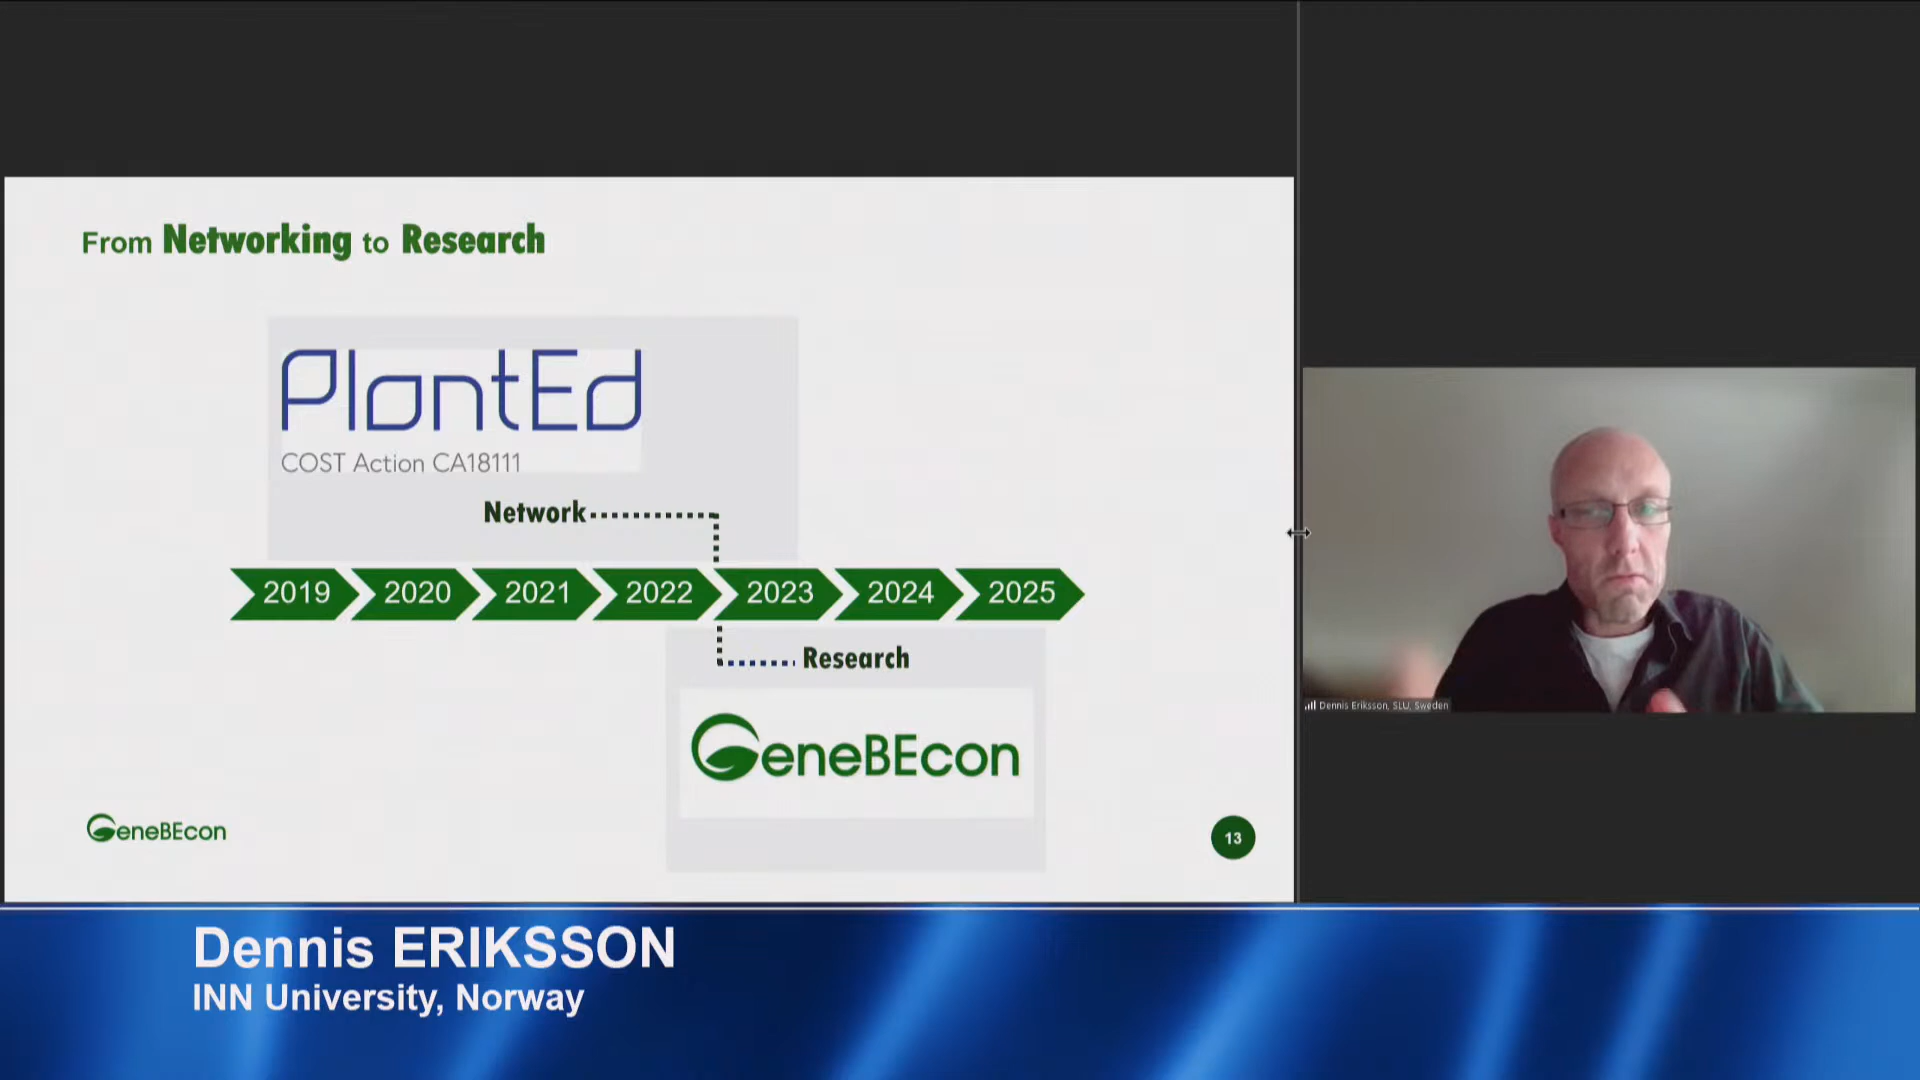 From Networking to Research
PlantEd
COST Action CA18111
Network
2019 2020 2021 2022 2023 2024 2025
Research
GeneBEcon
GeneBEcon
13
Dennis Eriksson, SLU, Sweden
Dennis ERIKSSON
INN University, Norway